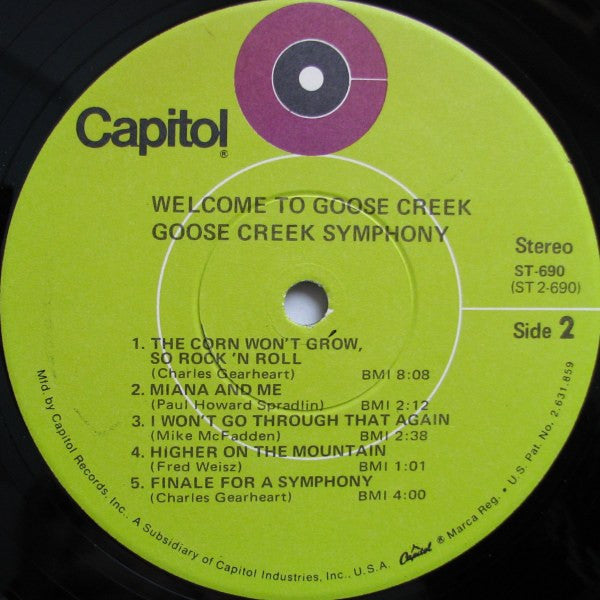 Capitol®
WELCOME TO GOOSE CREEK
GOOSE CREEK SYMPHONY
Stereo
ST-690
(ST 2-690)
Side 2
1. THE CORN WON'T GROW,
SO ROCK 'N ROLL
(Charles Gearheart) BMI 8:08
2. MIANA AND ME
(Paul Howard Spradlin) BMI 2:12
3. I WON'T GO THROUGH THAT AGAIN
(Mike McFadden) BMI 2:38
4. HIGHER ON THE MOUNTAIN
(Fred Weisz) BMI 1:01
5. FINALE FOR A SYMPHONY
(Charles Gearheart) BMI 4:00
Mfd. by Capitol Records, Inc., A Subsidiary of Capitol Industries, Inc., U.S.A. Capitol ® Marca Reg. • U.S. Pat. No. 2,631,859